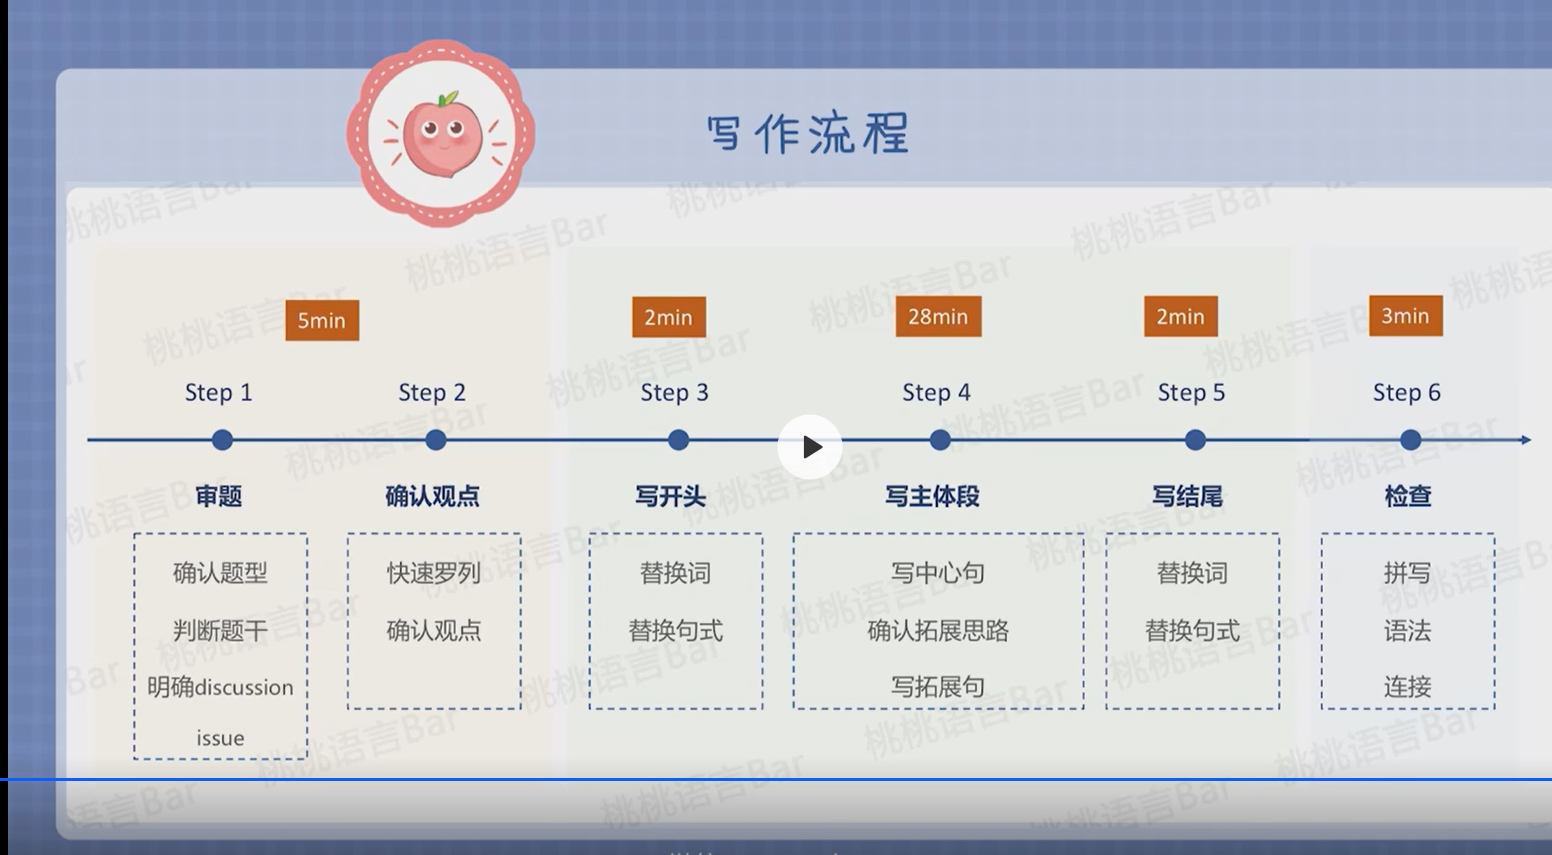 写作流程
5min
2min
28min
2min
3min
Step 1
Step 2
Step 3
Step 4
Step 5
Step 6
审题
确认观点
写开头
写主体段
写结尾
检查
确认题型
判断题干
明确discussion
issue
快速罗列
确认观点
替换词
替换句式
写中心句
确认拓展思路
写拓展句
替换词
替换句式
拼写
语法
连接
桃桃语言Bar